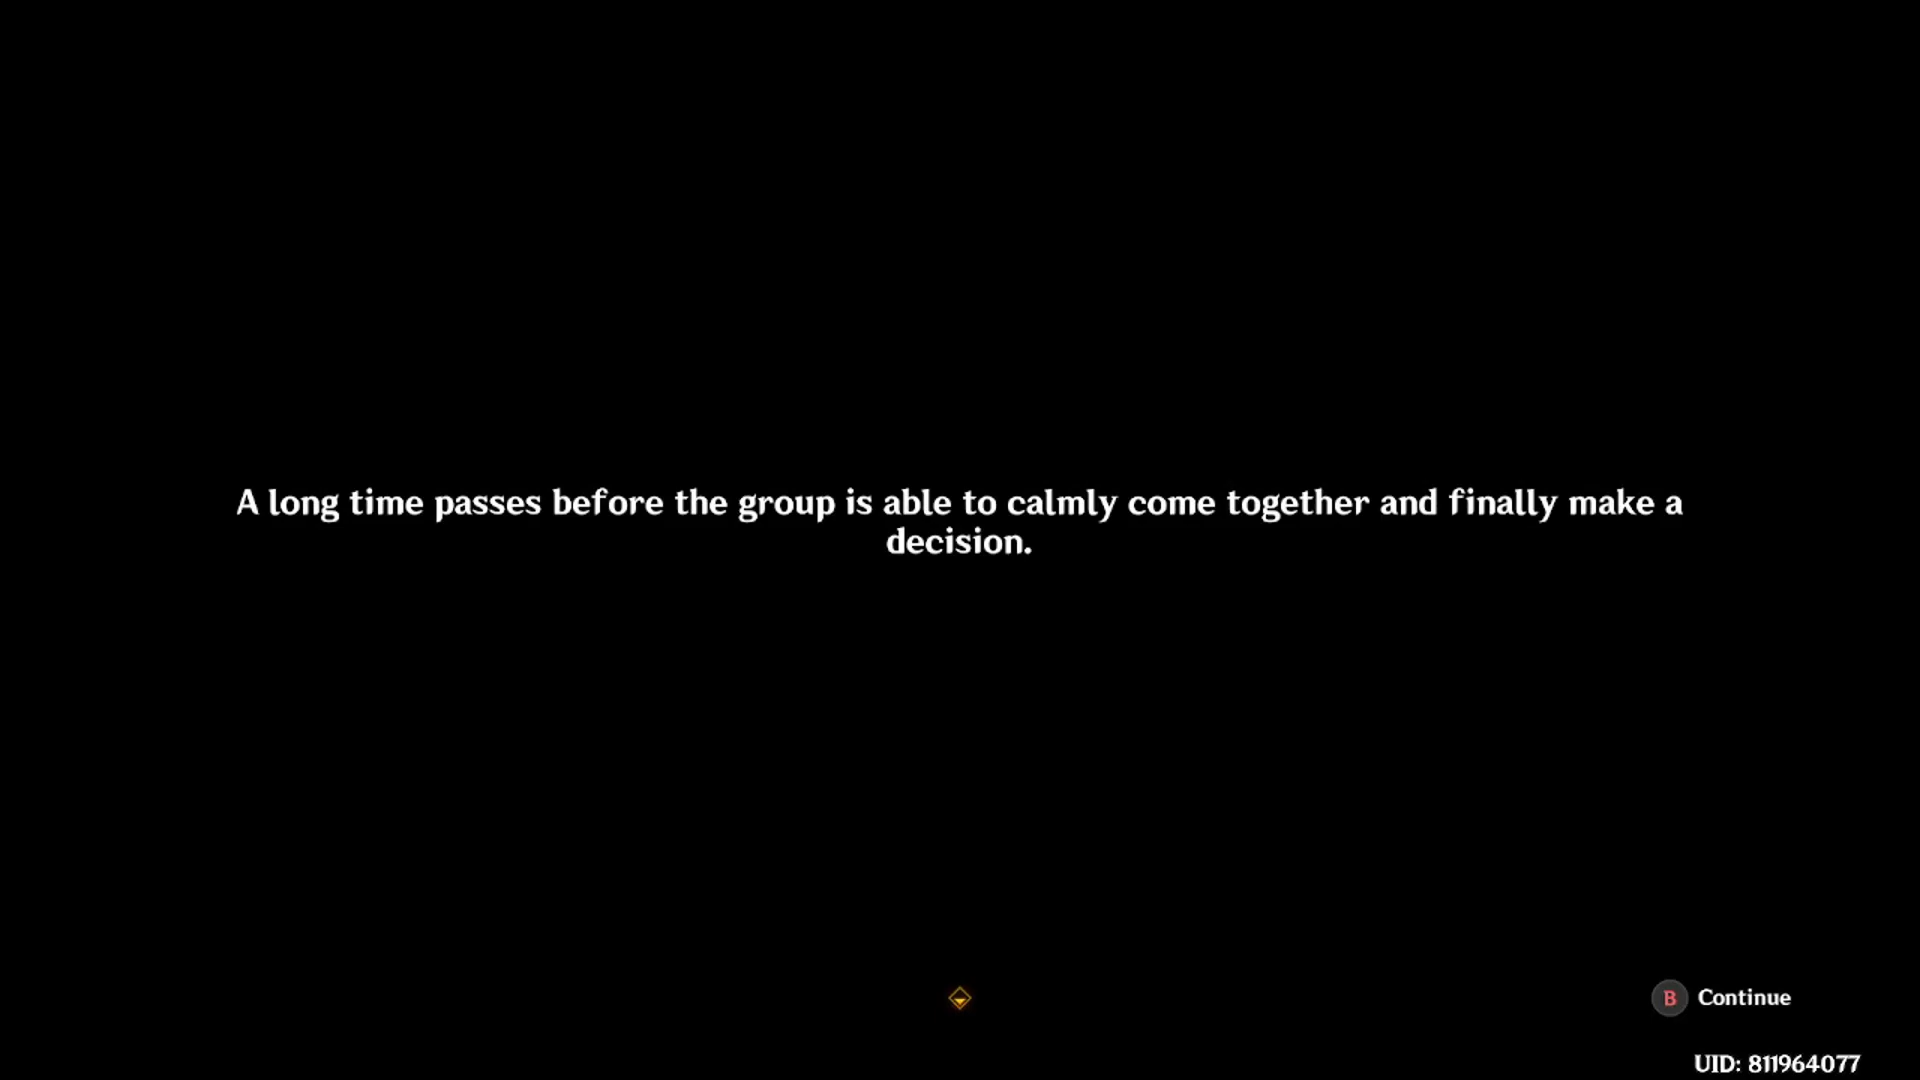 A long time passes before the group is able to calmly come together and finally make a
decision.
B Continue
UID: 811964077